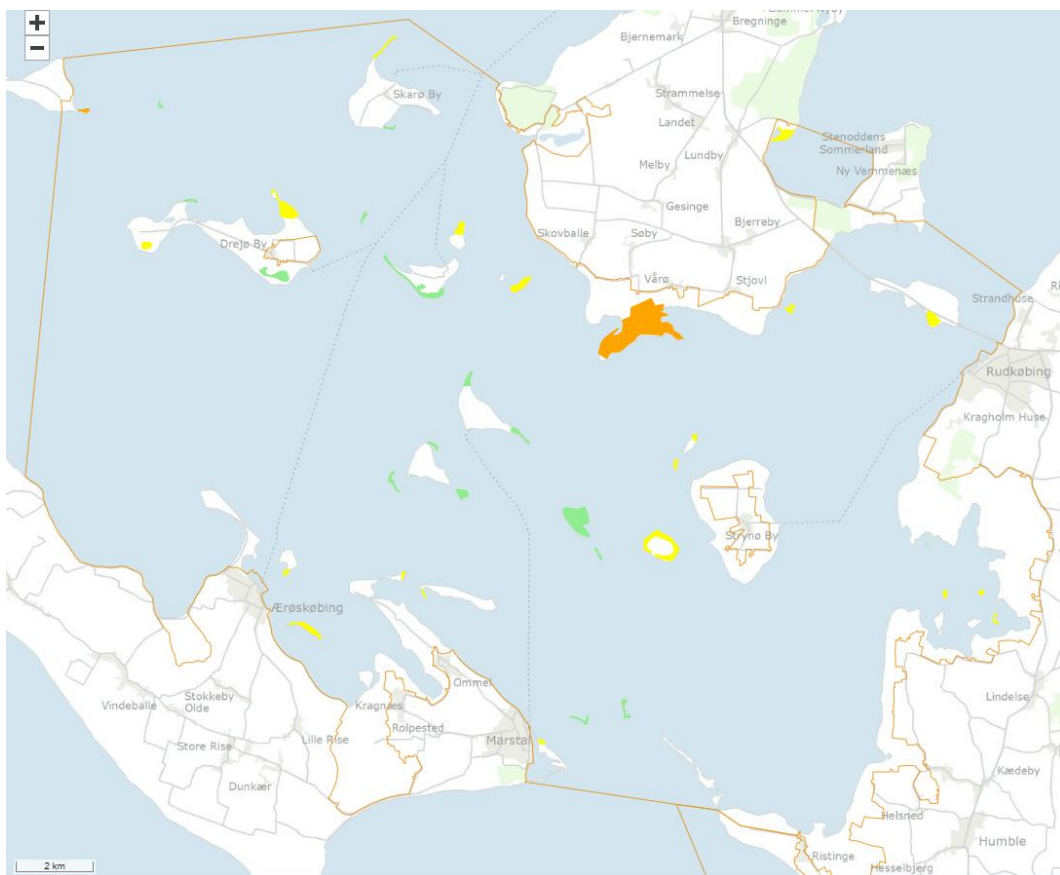 +
−
Bregninge
Bjernemark
Skarø By
Strammelse
Landet
Lundby
Stenoddens
Sommerland
Melby
Ny Vemmenæs
Gesinge
Bjerreby
Skovballe
Søby
Drejø By
Vårø
Stjovl
Strandhuse
Rudkøbing
Kragholm Huse
Strynø By
Ærøskøbing
Ommel
Lindelse
Stokkeby
Olde
Vindeballe
Kragnæs
Rolpested
Marstal
Lille Rise
Store Rise
Kædeby
Dunkær
Helsned
Humble
Ristinge
Hesselbjerg
2 km